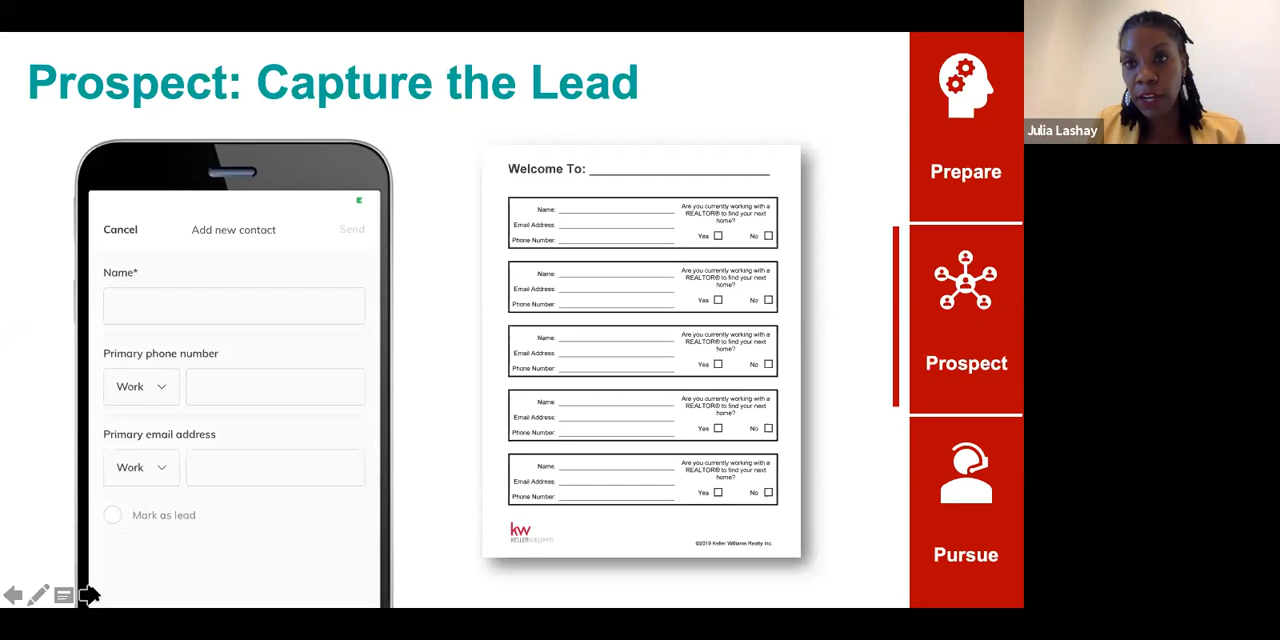 Prospect: Capture the Lead
Cancel
Add new contact
Send
Name*
Primary phone number
Work
Primary email address
Work
Mark as lead
Welcome To:
Name:
Email Address:
Phone Number:
Are you currently working with a
REALTOR® to find your next
home?
Yes
No
Name:
Email Address:
Phone Number:
Are you currently working with a
REALTOR® to find your next
home?
Yes
No
Name:
Email Address:
Phone Number:
Are you currently working with a
REALTOR® to find your next
home?
Yes
No
Name:
Email Address:
Phone Number:
Are you currently working with a
REALTOR® to find your next
home?
Yes
No
Name:
Email Address:
Phone Number:
Are you currently working with a
REALTOR® to find your next
home?
Yes
No
kw
KELLERWILLIAMS
©2019 Keller Williams Realty Inc.
Prepare
Prospect
Pursue
Julia Lashay